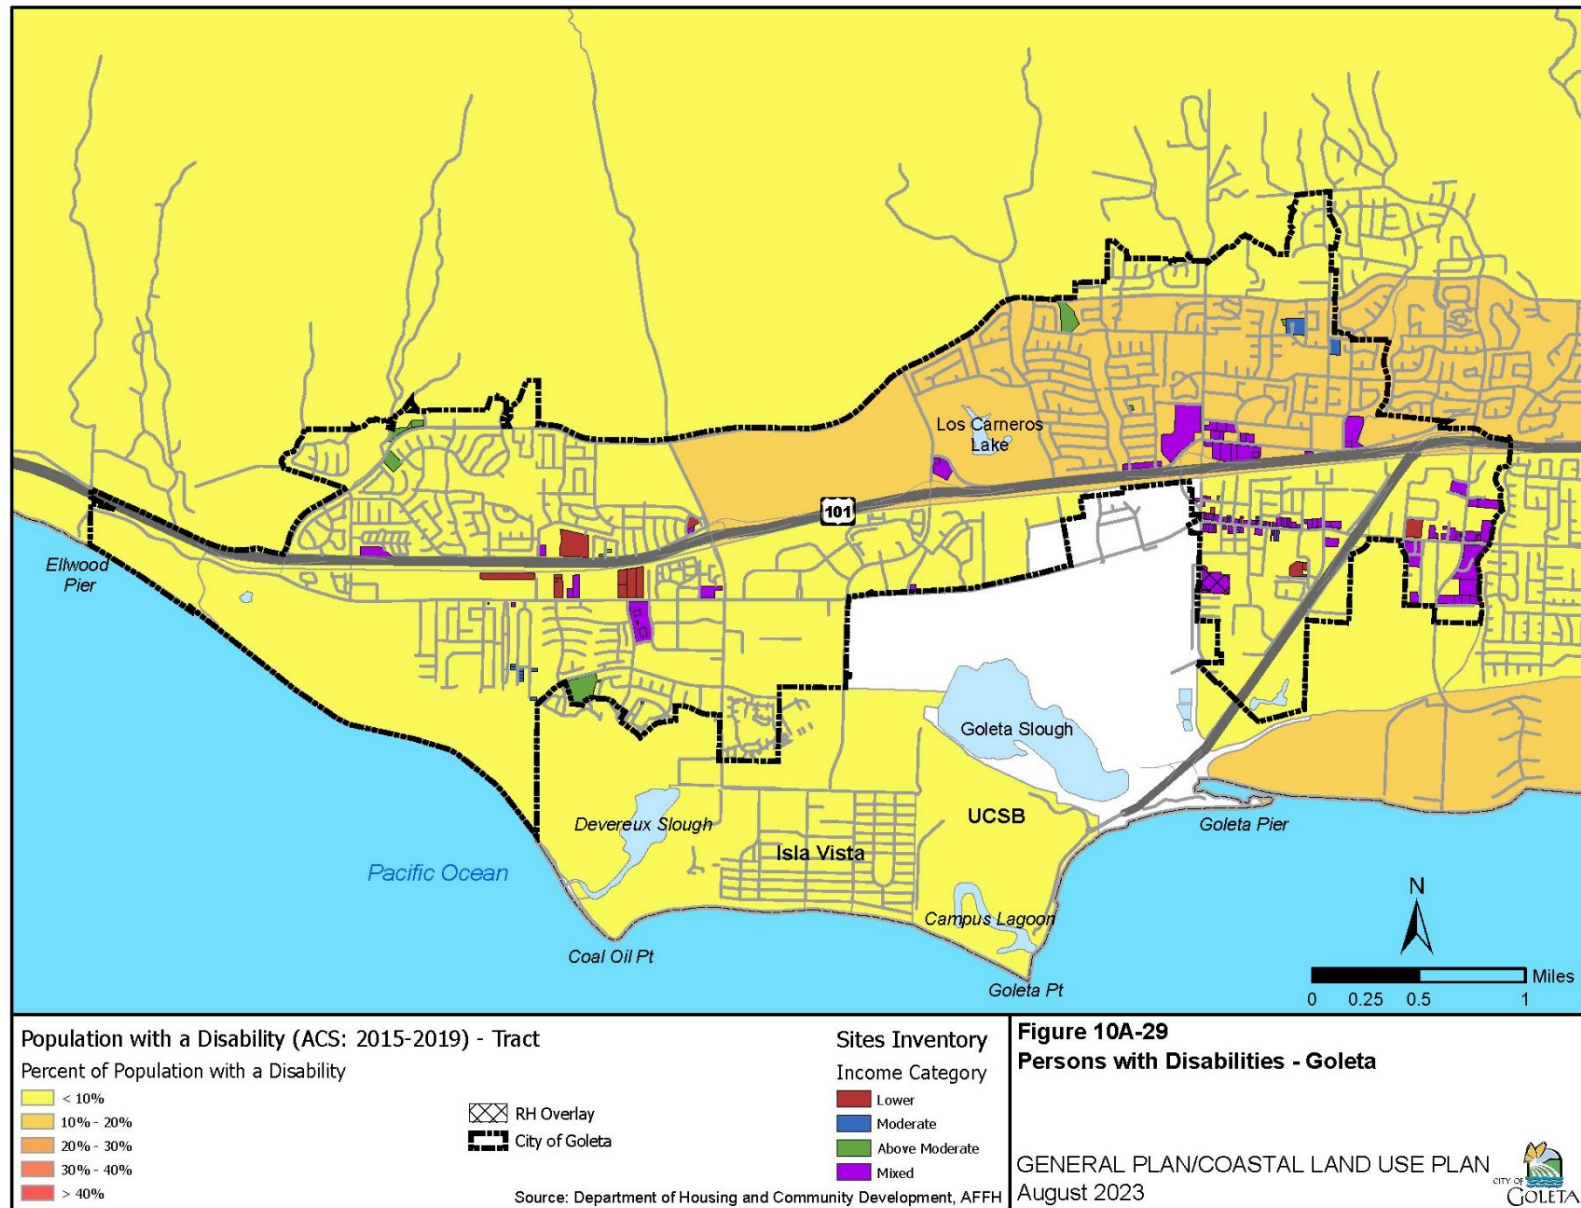 Los Carneros
Lake
101
Ellwood
Pier
Goleta Slough
UCSB
Goleta Pier
Devereux Slough
Isla Vista
Pacific Ocean
Campus Lagoon
Coal Oil Pt
Goleta Pt
N
Miles
0 0.25 0.5 1
Population with a Disability (ACS: 2015-2019) - Tract
Percent of Population with a Disability
< 10%
10% - 20%
20% - 30%
30% - 40%
> 40%
RH Overlay
City of Goleta
Sites Inventory
Income Category
Lower
Moderate
Above Moderate
Mixed
Source: Department of Housing and Community Development, AFFH
Figure 10A-29
Persons with Disabilities - Goleta
GENERAL PLAN/COASTAL LAND USE PLAN
August 2023
CITY OF
GOLETA